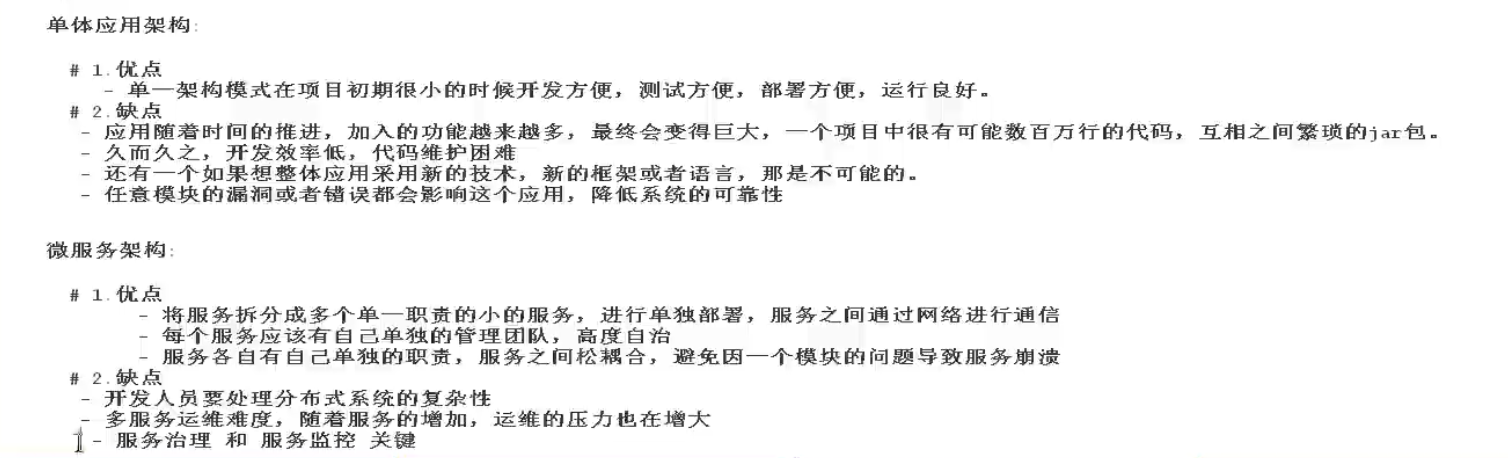 单体应用架构:
# 1.优点
- 单一架构模式在项目初期很小的时候开发方便，测试方便，部署方便，运行良好。
# 2.缺点
- 应用随着时间的推进，加入的功能越来越多，最终会变得巨大，一个项目中很有可能数百万行的代码，互相之间繁琐的jar包。
- 久而久之，开发效率低，代码维护困难
- 还有一个如果想整体应用采用新的技术，新的框架或者语言，那是不可能的。
- 任意模块的漏洞或者错误都会影响这个应用，降低系统的可靠性
微服务架构:
# 1.优点
- 将服务拆分成多个单一职责的小的服务，进行单独部署，服务之间通过网络进行通信
- 每个服务应该有自己单独的管理团队，高度自治
- 服务各自有自己单独的职责，服务之间松耦合，避免因一个模块的问题导致服务崩溃
# 2.缺点
- 开发人员要处理分布式系统的复杂性
- 多服务运维难度，随着服务的增加，运维的压力也在增大
- 服务治理 和 服务监控 关键